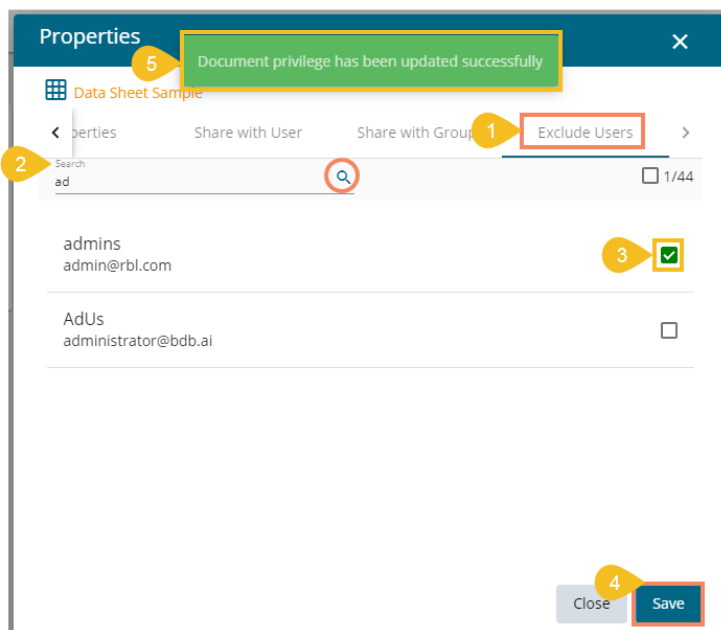 Properties
5
Document privilege has been updated successfully
Data Sheet Sample
perties
Share with User
Share with Group
1
Exclude Users
2
Search
ad
1/44
admins
admin@rbl.com
3
AdUs
administrator@bdb.ai
4
Close
Save